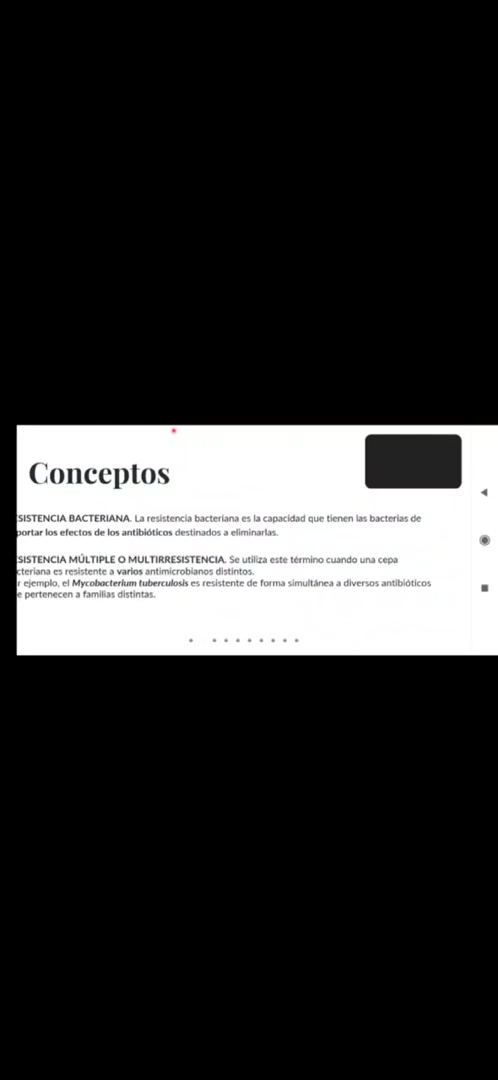 Conceptos
SISTENCIA BACTERIANA. La resistencia bacteriana es la capacidad que tienen las bacterias de
portar los efectos de los antibióticos destinados a eliminarlas.
SISTENCIA MÚLTIPLE O MULTIRRESISTENCIA. Se utiliza este término cuando una cepa
cteriana es resistente a varios antimicrobianos distintos.
r ejemplo, el Mycobacterium tuberculosis es resistente de forma simultánea a diversos antibióticos
e pertenecen a familias distintas.